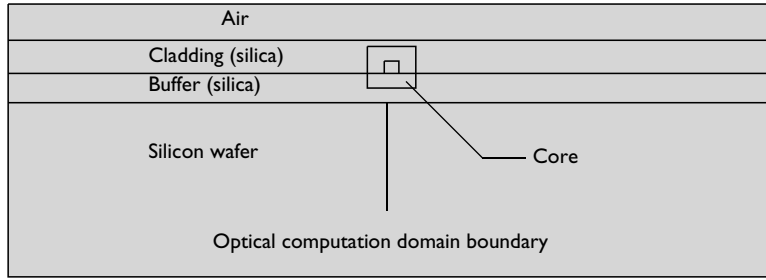 Air
Cladding (silica)
Buffer (silica)
Silicon wafer
Core
Optical computation domain boundary